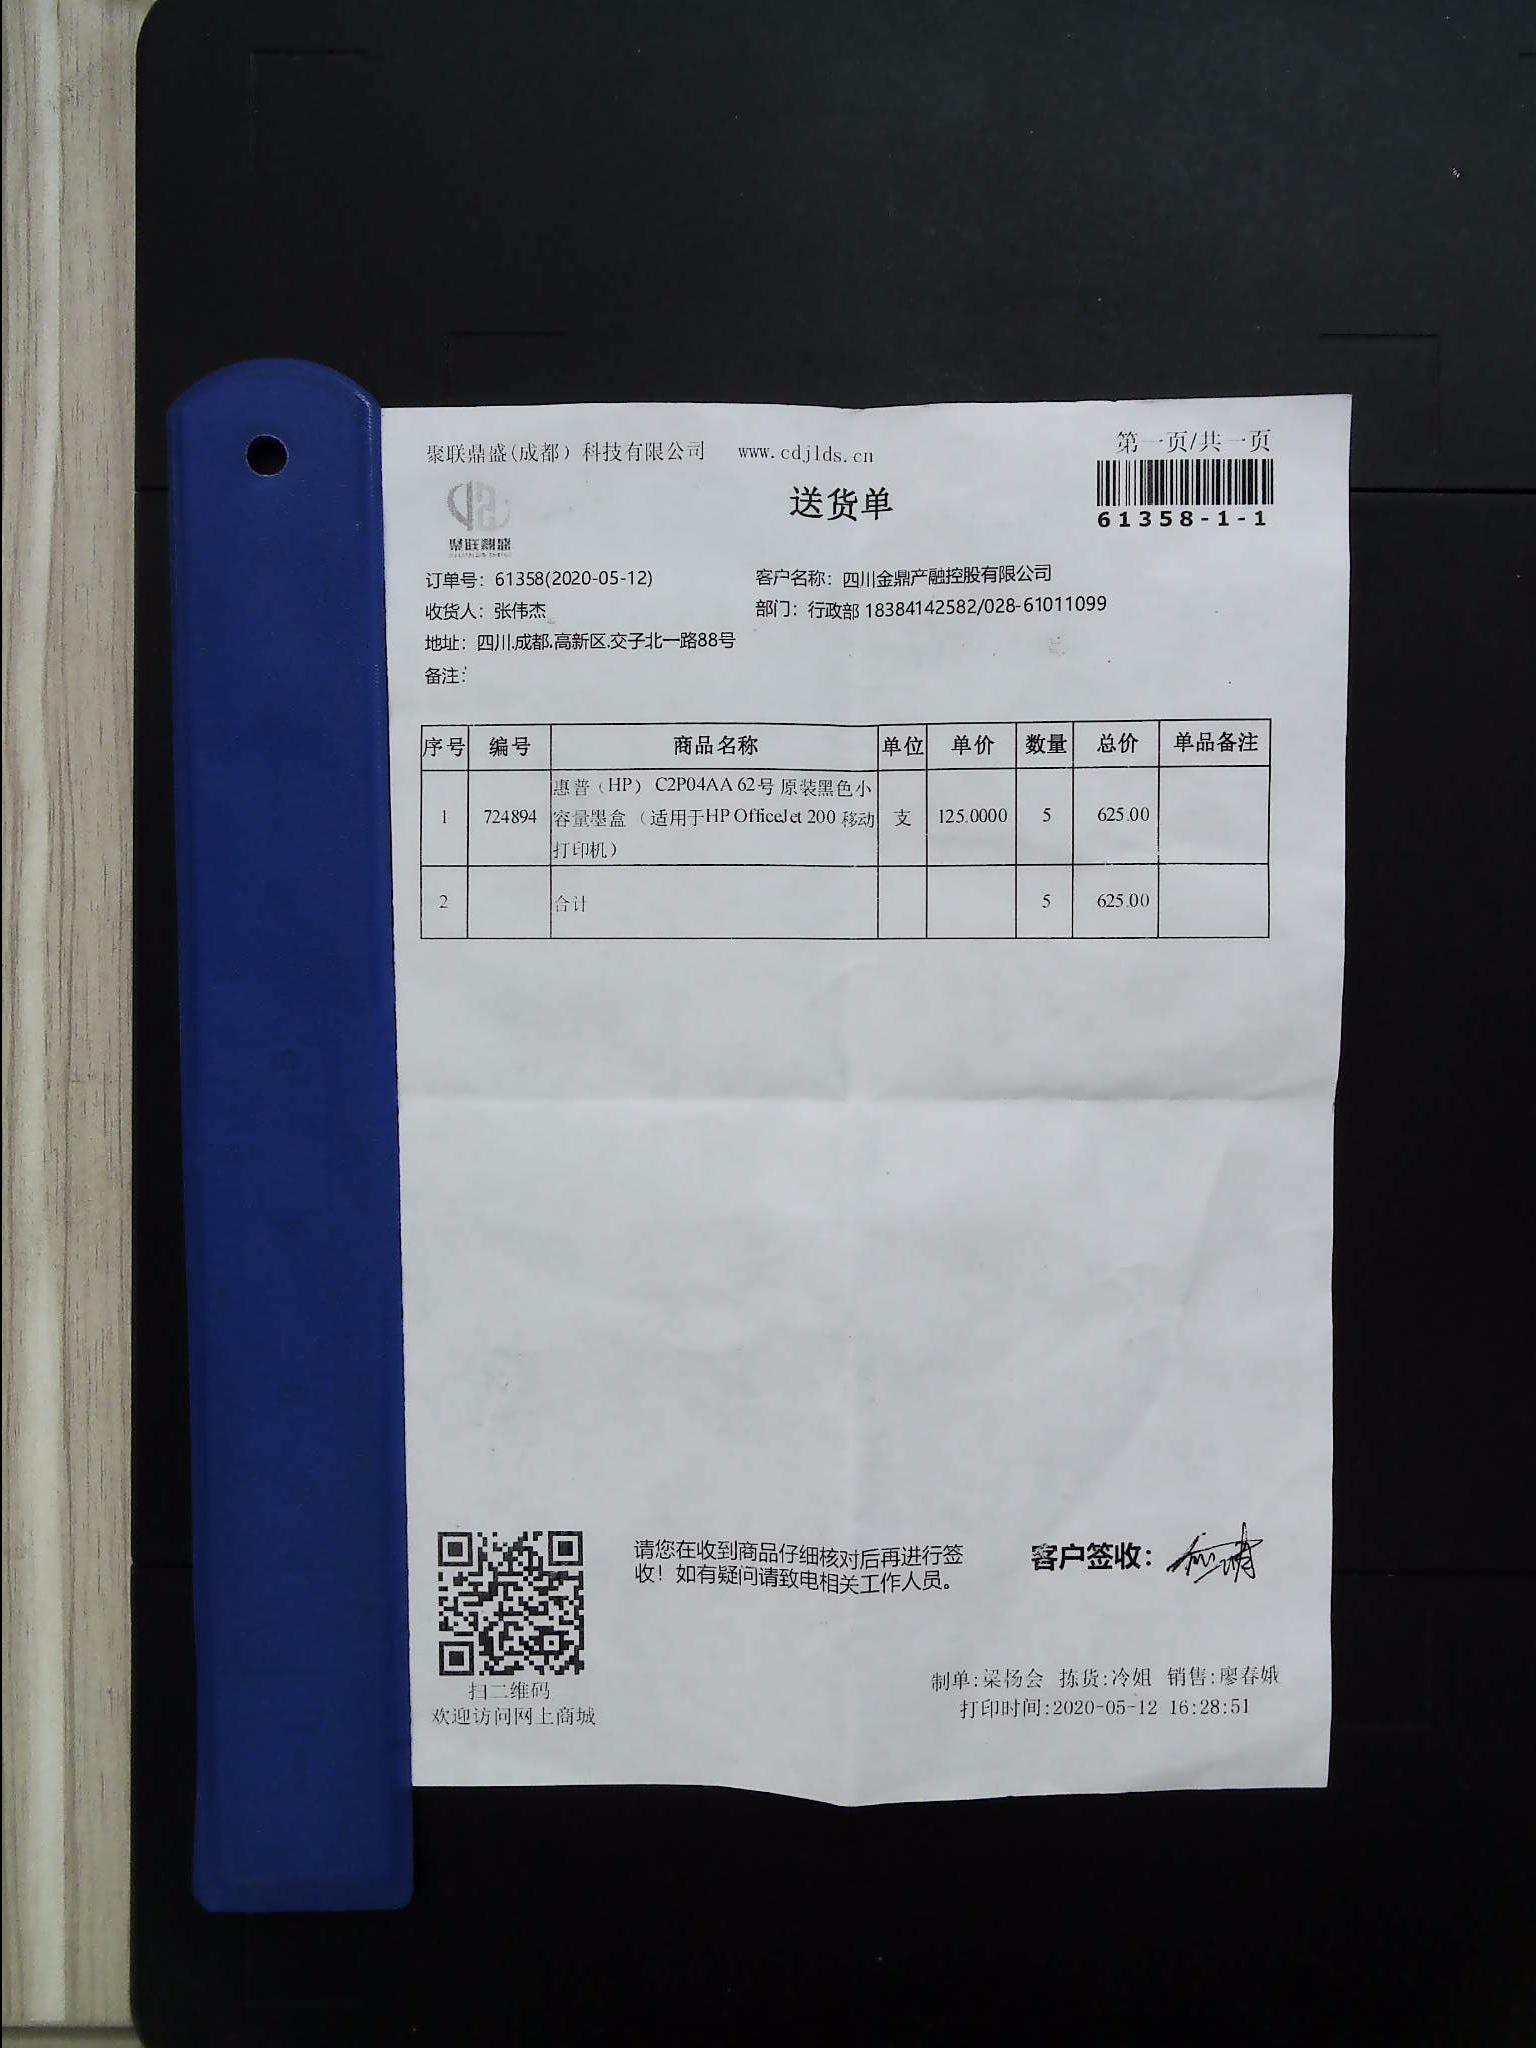 聚联鼎盛(成都）科技有限公司 www.cdjlds.cn
第一页/共一页
送货单
61358-1-1
聚联鼎盛
订单号：61358(2020-05-12) 客户名称：四川金鼎产融控股有限公司
收货人：张伟杰 部门：行政部 18384142582/028-61011099
地址：四川.成都.高新区.交子北一路88号
备注：
序号 编号 商品名称 单位 单价 数量 总价 单品备注
惠普（HP） C2P04AA 62号 原装黑色小
1 724894 容量墨盒 （适用于HP OfficeJet 200 移动 支 125.0000 5 625.00
打印机）
2 合计 5 625.00
请您在收到商品仔细核对后再进行签
收！如有疑问请致电相关工作人员。
客户签收：
扫二维码
欢迎访问网上商城
制单:梁杨会 拣货:冷姐 销售:廖春娥
打印时间:2020-05-12 16:28:51